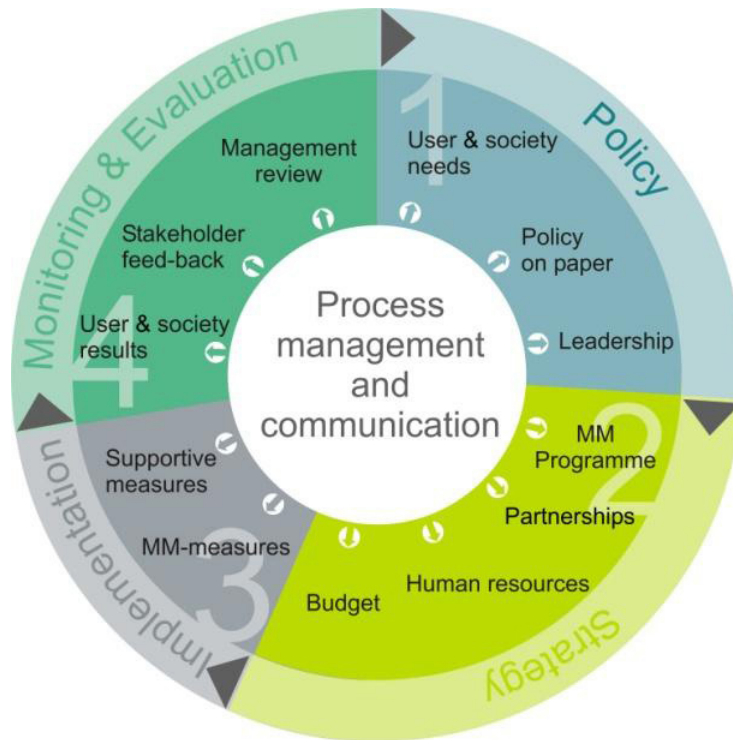 Process
management
and
communication
1
Policy
User & society
needs
Policy
on paper
Leadership
2
Strategy
MM
Programme
Partnerships
Human resources
Budget
3
Implementation
MM-measures
Supportive
measures
4
Monitoring & Evaluation
User & society
results
Stakeholder
feed-back
Management
review